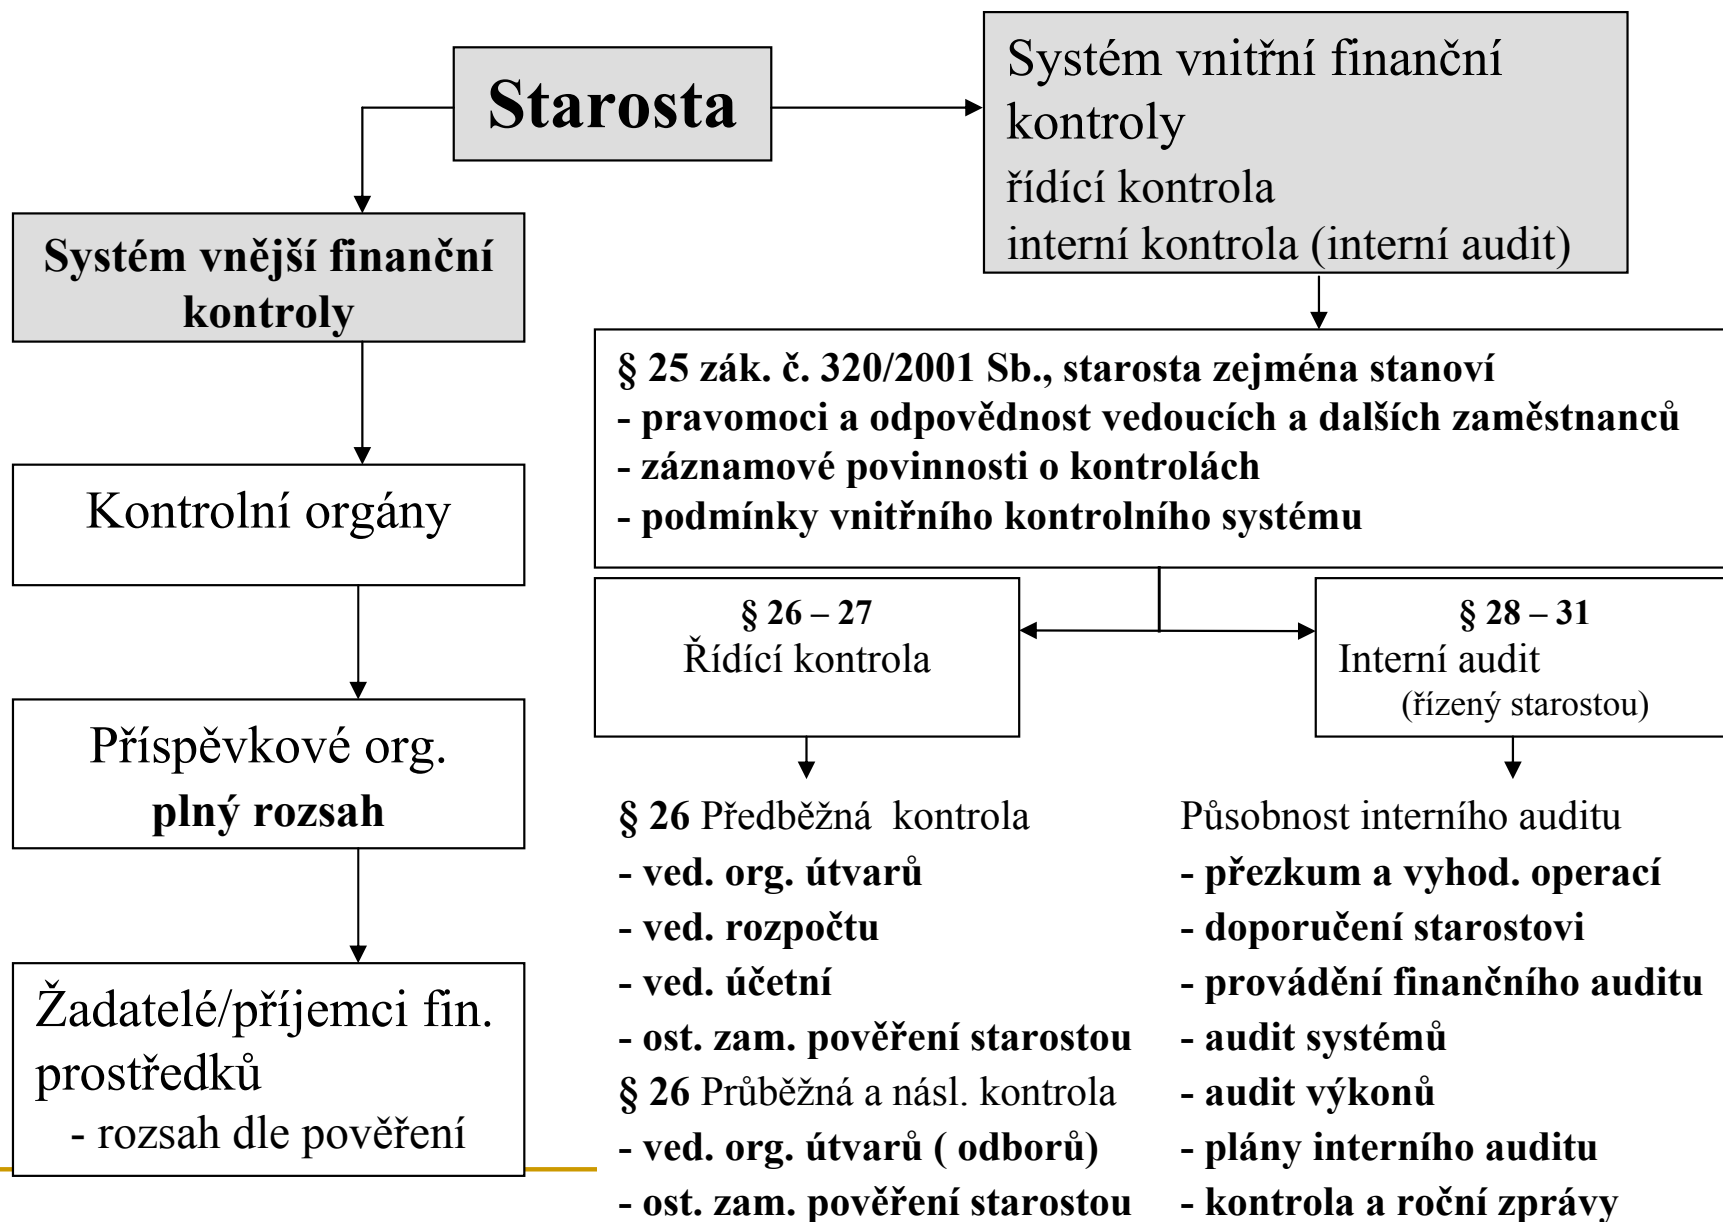 Starosta
Systém vnitřní finanční
kontroly
řídící kontrola
interní kontrola (interní audit)
Systém vnější finanční
kontroly
Kontrolní orgány
Příspěvkové org.
plný rozsah
Žadatelé/příjemci fin.
prostředků
- rozsah dle pověření
§ 25 zák. č. 320/2001 Sb., starosta zejména stanoví
- pravomoci a odpovědnost vedoucích a dalších zaměstnanců
- záznamové povinnosti o kontrolách
- podmínky vnitřního kontrolního systému
§ 26 – 27
Řídící kontrola
§ 28 – 31
Interní audit
(řízený starostou)
§ 26 Předběžná kontrola
- ved. org. útvarů
- ved. rozpočtu
- ved. účetní
- ost. zam. pověření starostou
§ 26 Průběžná a násl. kontrola
- ved. org. útvarů ( odborů)
- ost. zam. pověření starostou
Působnost interního auditu
- přezkum a vyhod. operací
- doporučení starostovi
- provádění finančního auditu
- audit systémů
- audit výkonů
- plány interního auditu
- kontrola a roční zprávy